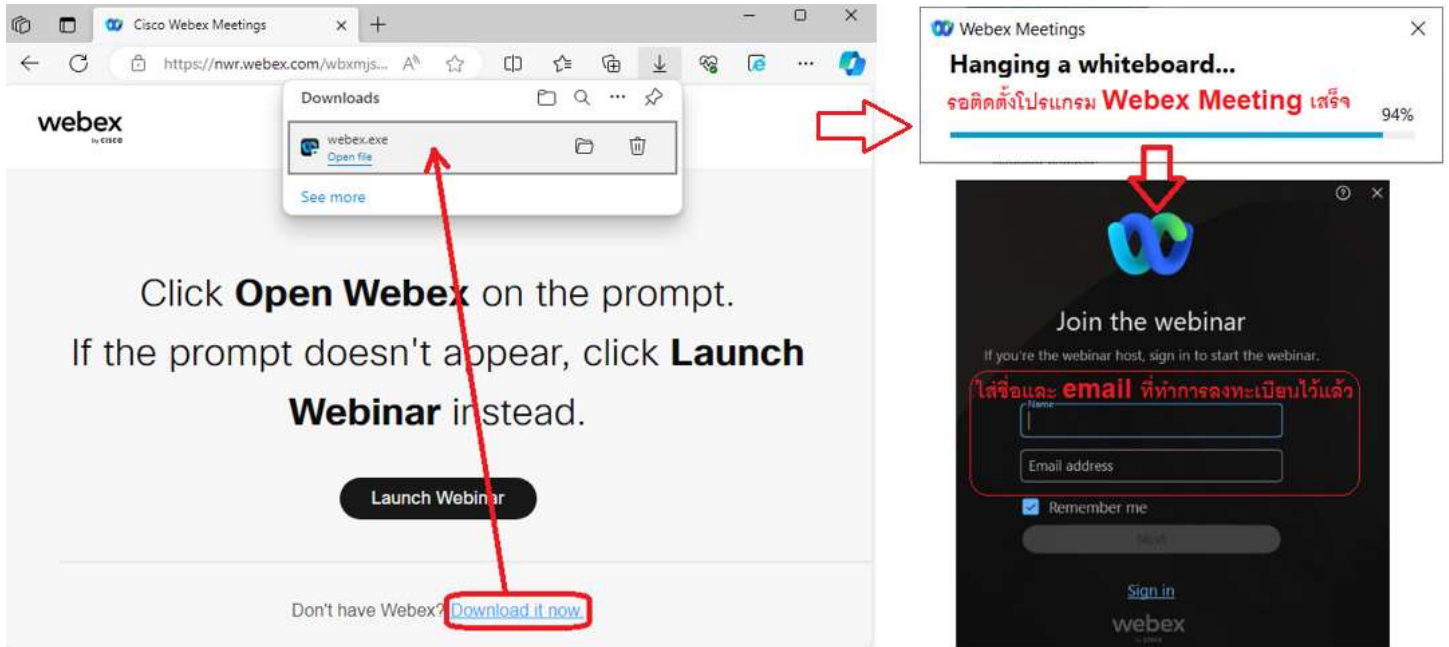 Cisco Webex Meetings
https://nwr.webex.com/wbxmjs...
Downloads
webex.exe
Open file
See more
webex
by CISCO
Click Open Webex on the prompt.
If the prompt doesn't appear, click Launch
Webinar instead.
Launch Webinar
Don't have Webex? Download it now.
Webex Meetings
Hanging a whiteboard...
รอติดตั้งโปรแกรม Webex Meeting เสร็จ
94%
Join the webinar
If you're the webinar host, sign in to start the webinar.
ใส่ชื่อและ email ที่ทำการลงทะเบียนไว้แล้ว
Name
Email address
Remember me
Next
Sign in
webex